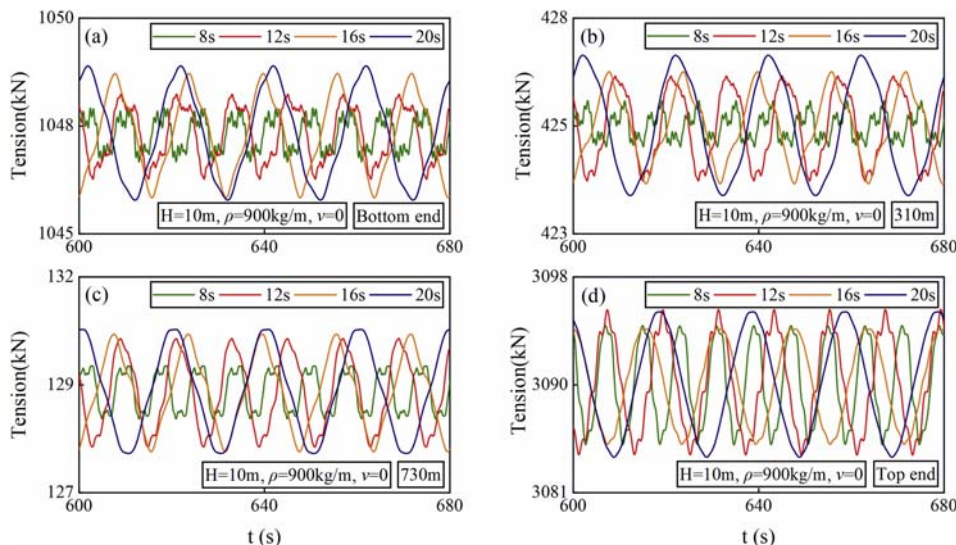 (a) 8s 12s 16s 20s
1050
1048
1045
Tension(kN)
H=10m, ρ=900kg/m, v=0 Bottom end
600 640 680
(b) 8s 12s 16s 20s
428
425
423
Tension(kN)
H=10m, ρ=900kg/m, v=0 310m
600 640 680
(c) 8s 12s 16s 20s
132
129
127
Tension(kN)
H=10m, ρ=900kg/m, v=0 730m
600 640 680
t (s)
(d) 8s 12s 16s 20s
3098
3090
3081
Tension(kN)
H=10m, ρ=900kg/m, v=0 Top end
600 640 680
t (s)